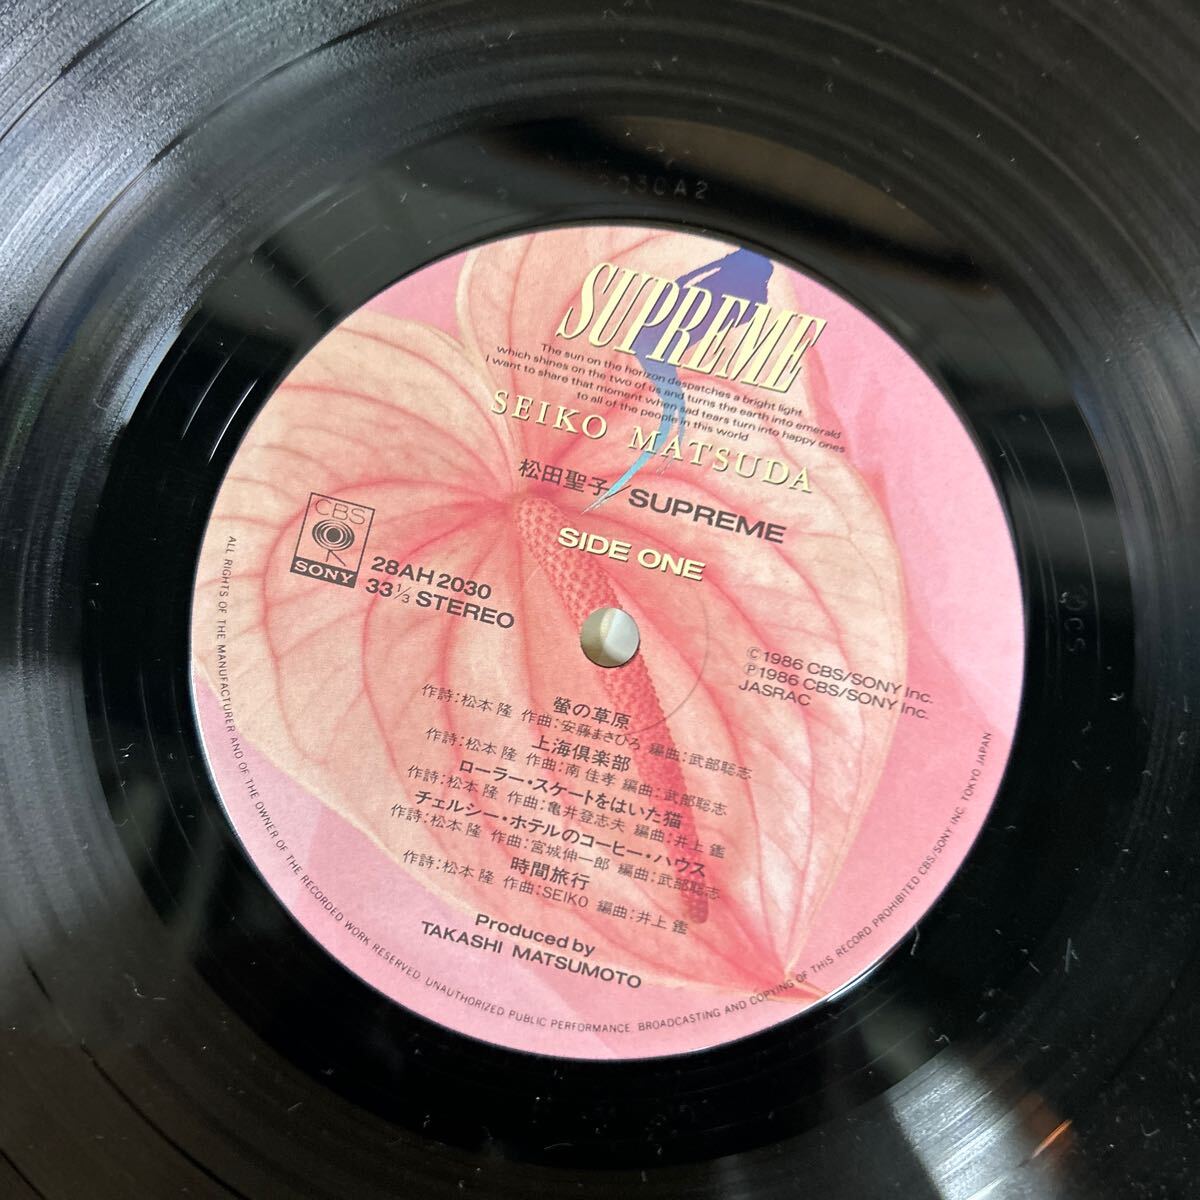 2030A2
SUPREME
The sun on the horizon despatches a bright light
which shines on the two of us and turns the earth into emerald
I want to share that moment when sad tears turn into happy ones
to all of the people in this world
SEIKO MATSUDA
松田聖子/SUPREME
SIDE ONE
CBS
SONY
28AH 2030
33 1/3 STEREO
Ⓒ1986 CBS/SONY Inc.
Ⓟ1986 CBS/SONY Inc.
JASRAC
螢の草原
作詩:松本 隆 作曲:安藤まさひろ 編曲:武部聡志
上海倶楽部
作詩:松本 隆 作曲:南 佳孝 編曲:武部聡志
ローラー・スケートをはいた猫
作詩:松本 隆 作曲:亀井登志夫 編曲:井上 鑑
チェルシー・ホテルのコーヒー・ハウス
作詩:松本 隆 作曲:宮城伸一郎 編曲:武部聡志
時間旅行
作詩:松本 隆 作曲:SEIKO 編曲:井上 鑑
Produced by
TAKASHI MATSUMOTO
ALL RIGHTS OF THE MANUFACTURER AND OF THE OWNER OF THE RECORDED WORK RESERVED. UNAUTHORIZED PUBLIC PERFORMANCE, BROADCASTING AND COPYING OF THIS RECORD PROHIBITED CBS/SONY INC. TOKYO JAPAN